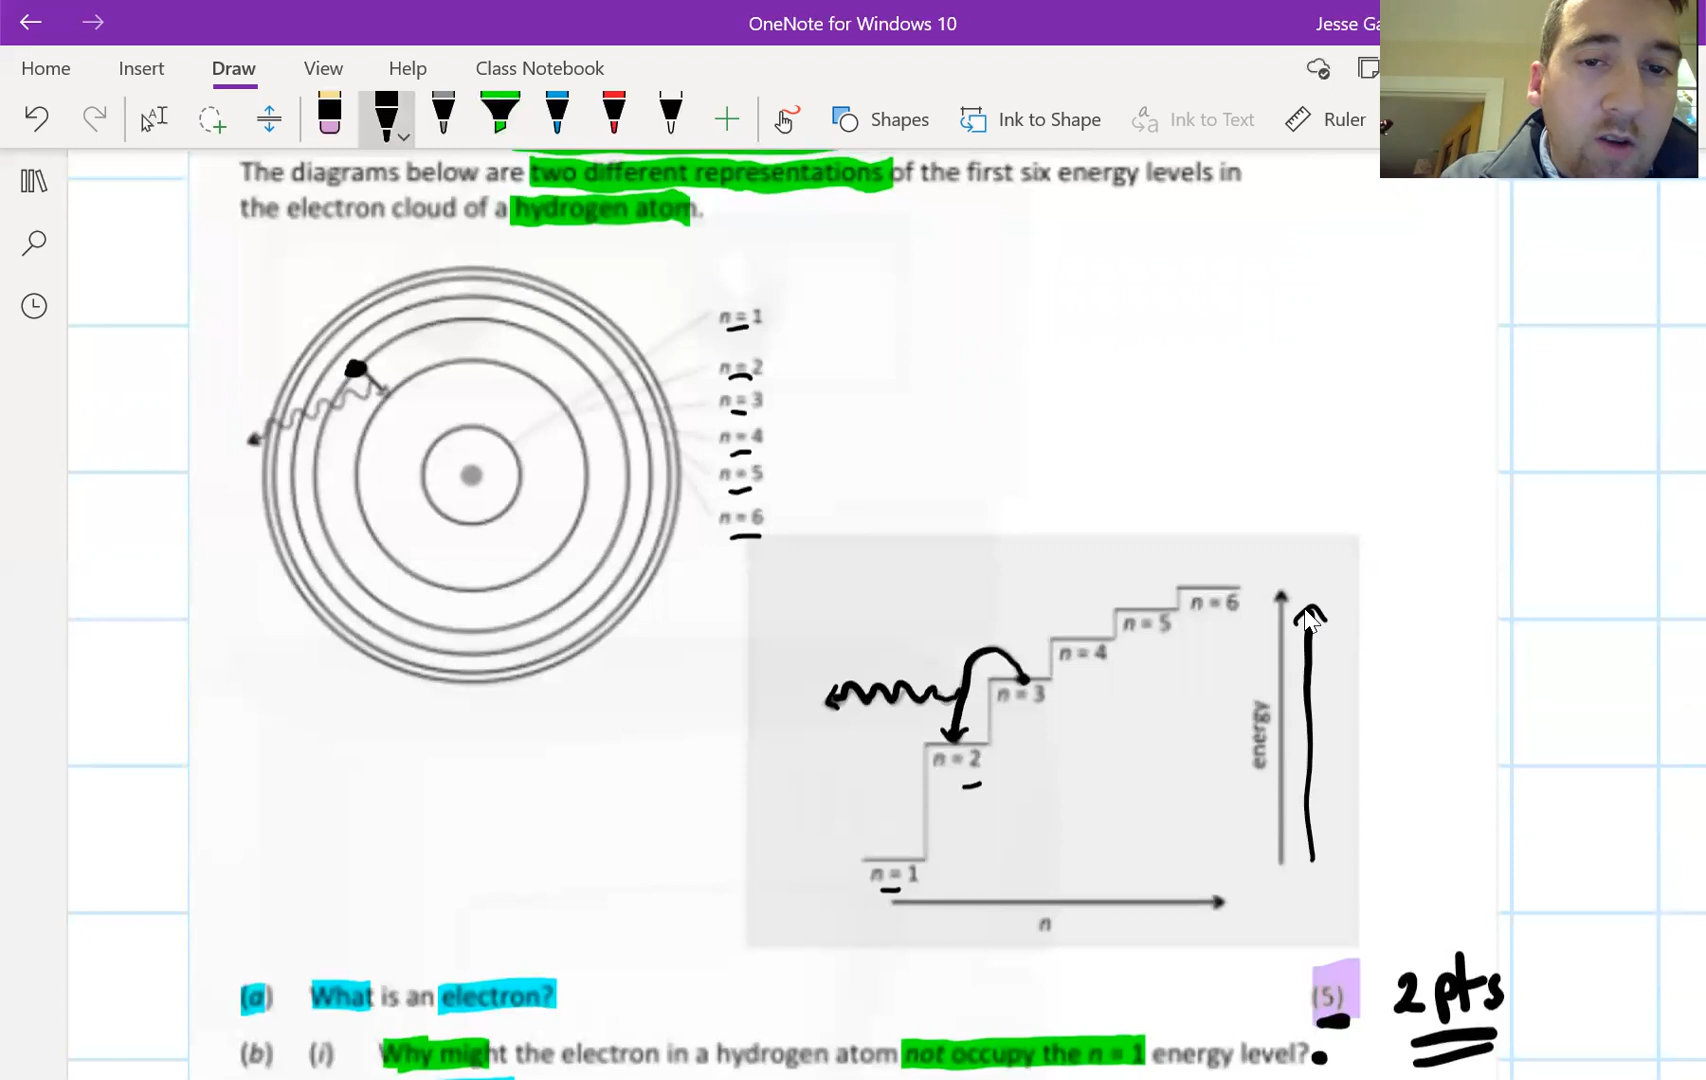 OneNote for Windows 10
Jesse Ga
Home Insert Draw View Help Class Notebook
Shapes Ink to Shape Ink to Text Ruler
The diagrams below are two different representations of the first six energy levels in
the electron cloud of a hydrogen atom.
n = 1
n = 2
n = 3
n = 4
n = 5
n = 6
n = 6
n = 5
n = 4
n = 3
n = 2
n = 1
energy
n
(a) What is an electron? (5) 2 pts
(b) (i) Why might the electron in a hydrogen atom not occupy the n = 1 energy level?